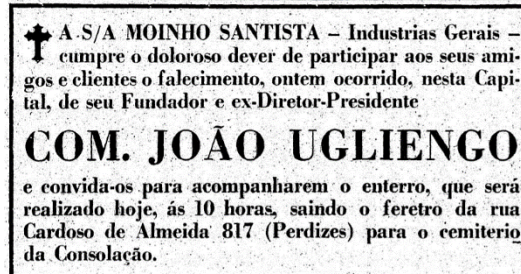 A S/A MOINHO SANTISTA – Industrias Gerais –
cumpre o doloroso dever de participar aos seus ami-
gos e clientes o falecimento, ontem ocorrido, nesta Capi-
tal, de seu Fundador e ex-Diretor-Presidente
COM. JOÃO UGLIENGO
e convida-os para acompanharem o enterro, que será
realizado hoje, ás 10 horas, saindo o feretro da rua
Cardoso de Almeida 817 (Perdizes) para o cemiterio
da Consolação.